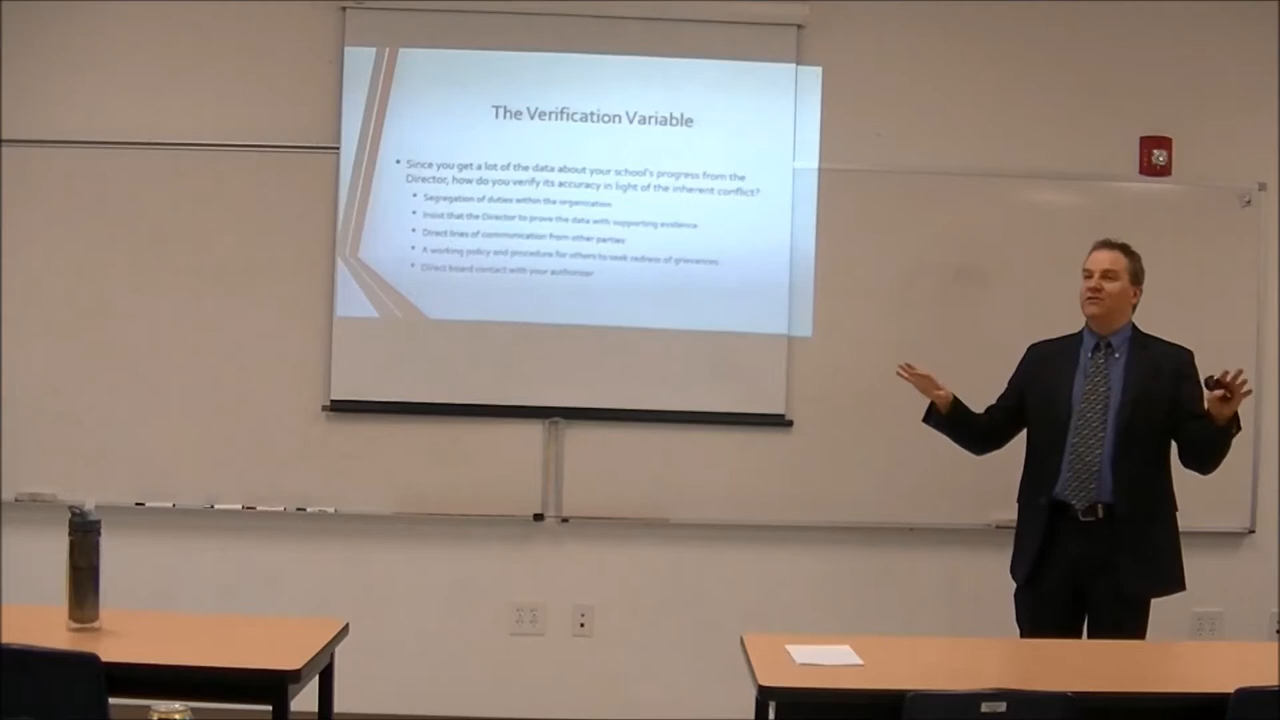 The Verification Variable
• Since you get a lot of the data about your school's progress from the
Director, how do you verify its accuracy in light of the inherent conflict?
• Segregation of duties within the organization
• Insist that the Director to prove the data with supporting evidence
• Direct lines of communication from other parties
• A working policy and procedure for others to seek redress of grievances
• Direct board contact with your authorizer